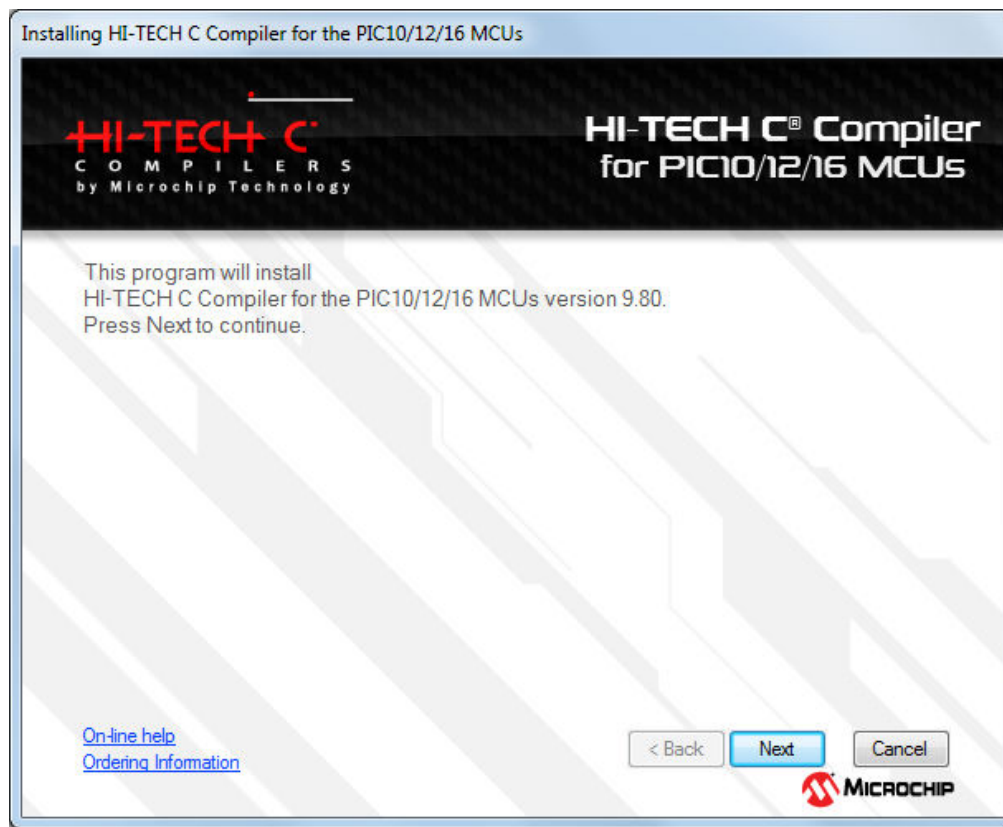 Installing HI-TECH C Compiler for the PIC10/12/16 MCUs
HI-TECH C
COMPILERS
by Microchip Technology
HI-TECH C® Compiler
for PIC10/12/16 MCUs
This program will install
HI-TECH C Compiler for the PIC10/12/16 MCUs version 9.80.
Press Next to continue.
On-line help
Ordering Information
< Back
Next
Cancel
MICROCHIP